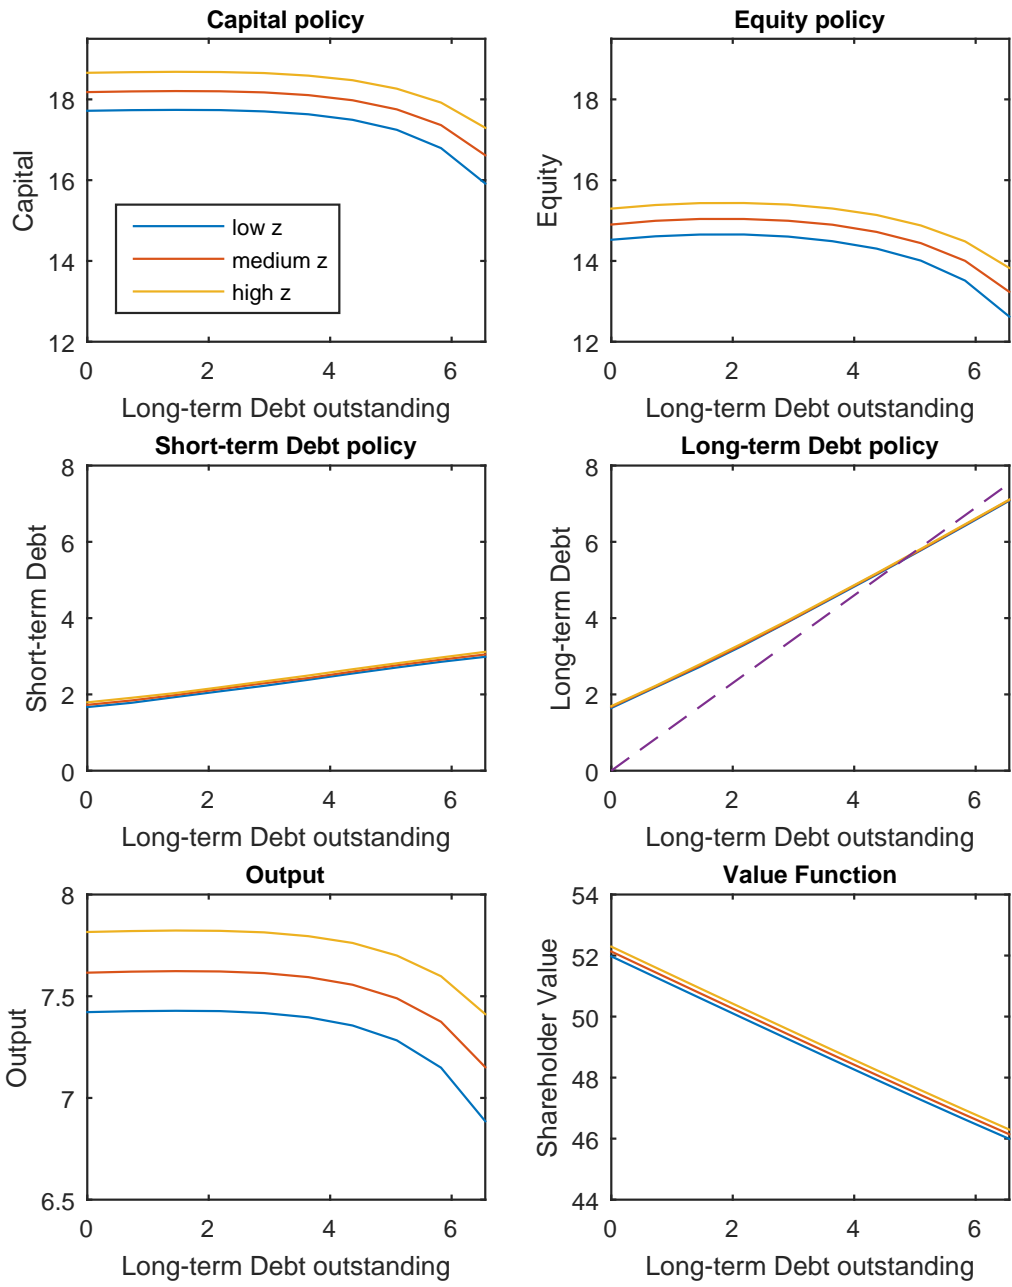 Capital policy
Capital
18
16
14
12
low z
medium z
high z
0 2 4 6
Long-term Debt outstanding
Equity policy
Equity
18
16
14
12
0 2 4 6
Long-term Debt outstanding
Short-term Debt policy
Short-term Debt
8
6
4
2
0
0 2 4 6
Long-term Debt outstanding
Long-term Debt policy
Long-term Debt
8
6
4
2
0
0 2 4 6
Long-term Debt outstanding
Output
Output
8
7.5
7
6.5
0 2 4 6
Long-term Debt outstanding
Value Function
Shareholder Value
54
52
50
48
46
44
0 2 4 6
Long-term Debt outstanding